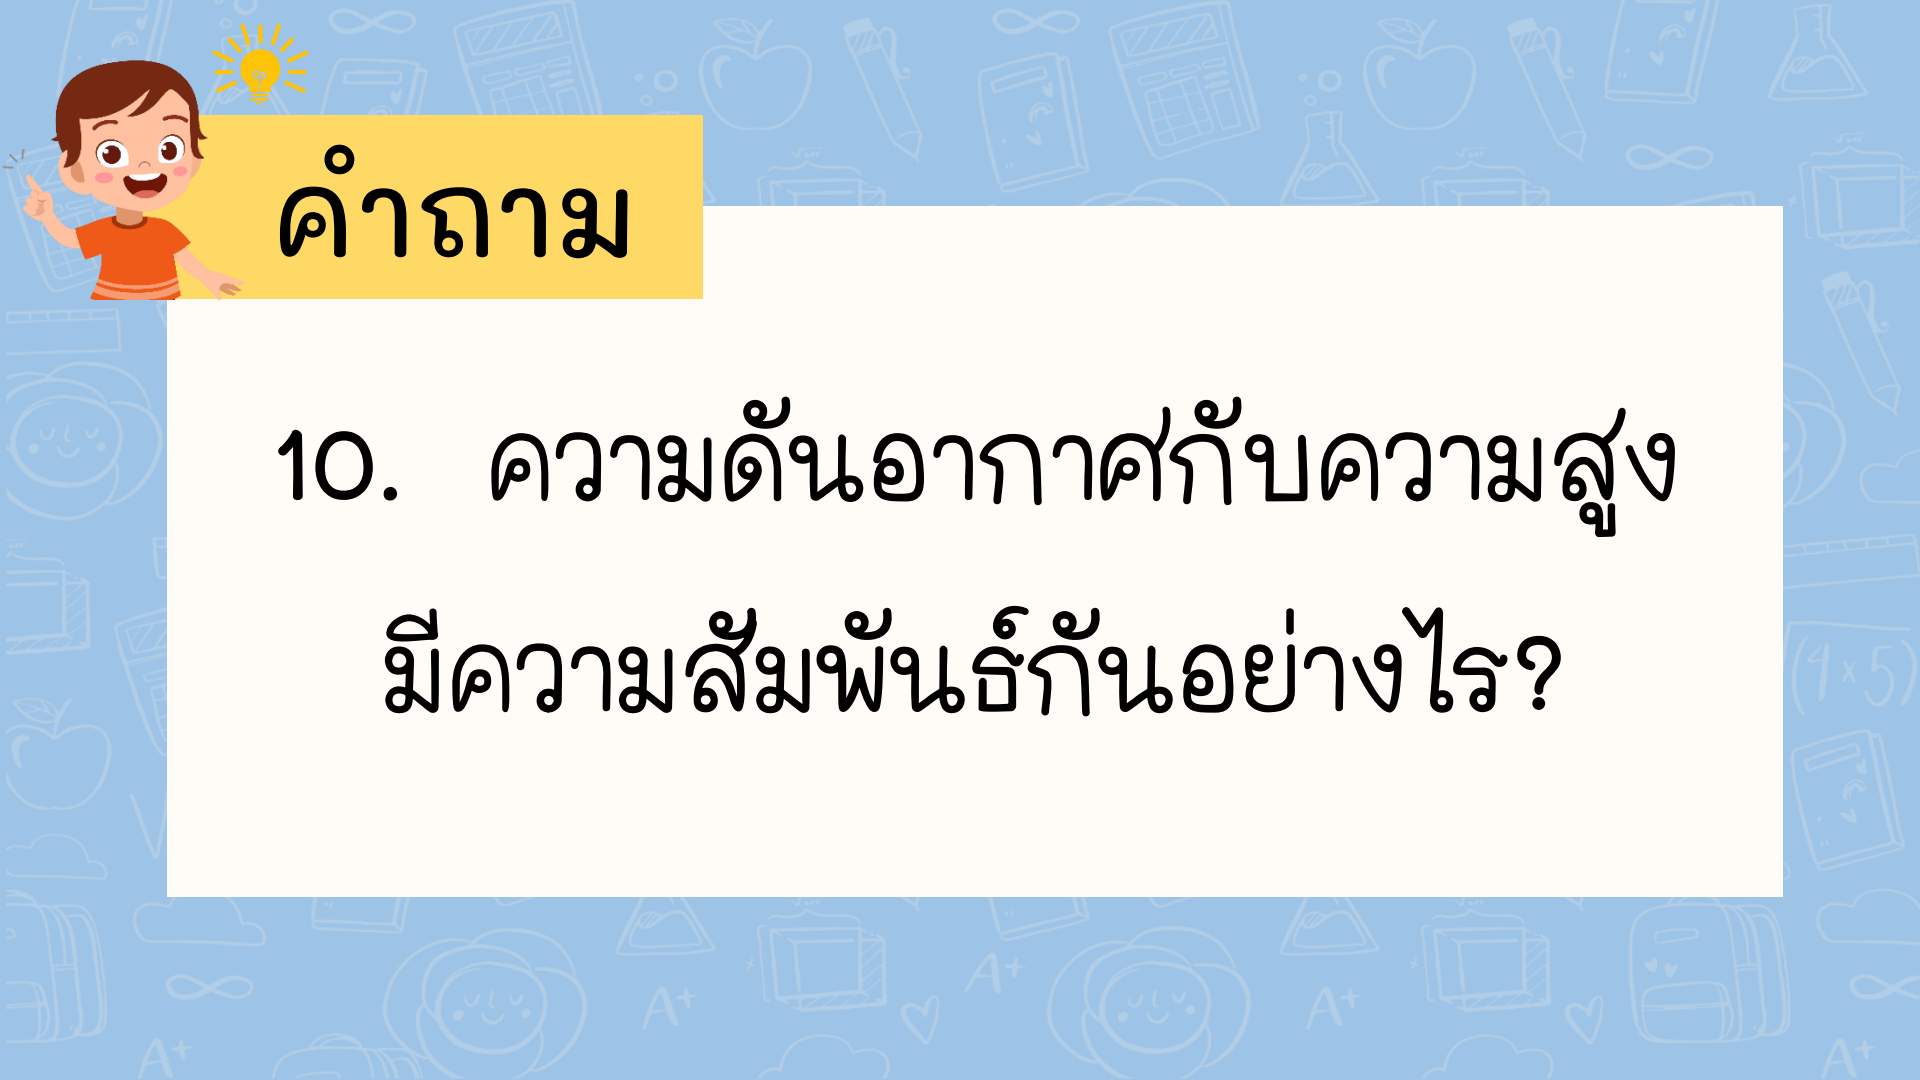 คำถาม
10. ความดันอากาศกับความสูง
มีความสัมพันธ์กันอย่างไร?